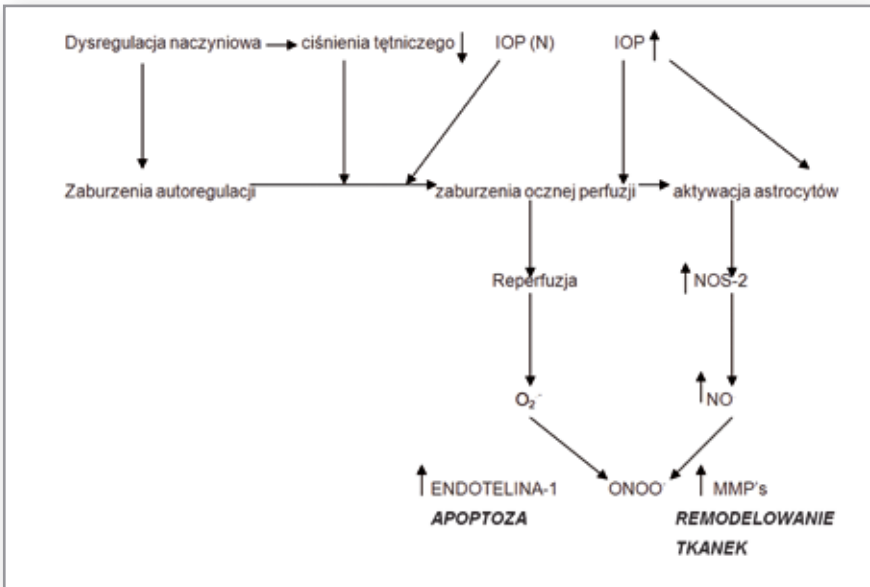 Dysregulacja naczyniowa → ciśnienia tętniczego ↓ IOP (N) IOP ↑
Zaburzenia autoregulacji → zaburzenia ocznej perfuzji → aktywacja astrocytów
Reperfuzja ↑ NOS-2
O₂⁻ ↑ NO
↑ ENDOTELINA-1 ONOO⁻ ↑ MMP's
APOPTOZA REMODELOWANIE
TKANEK